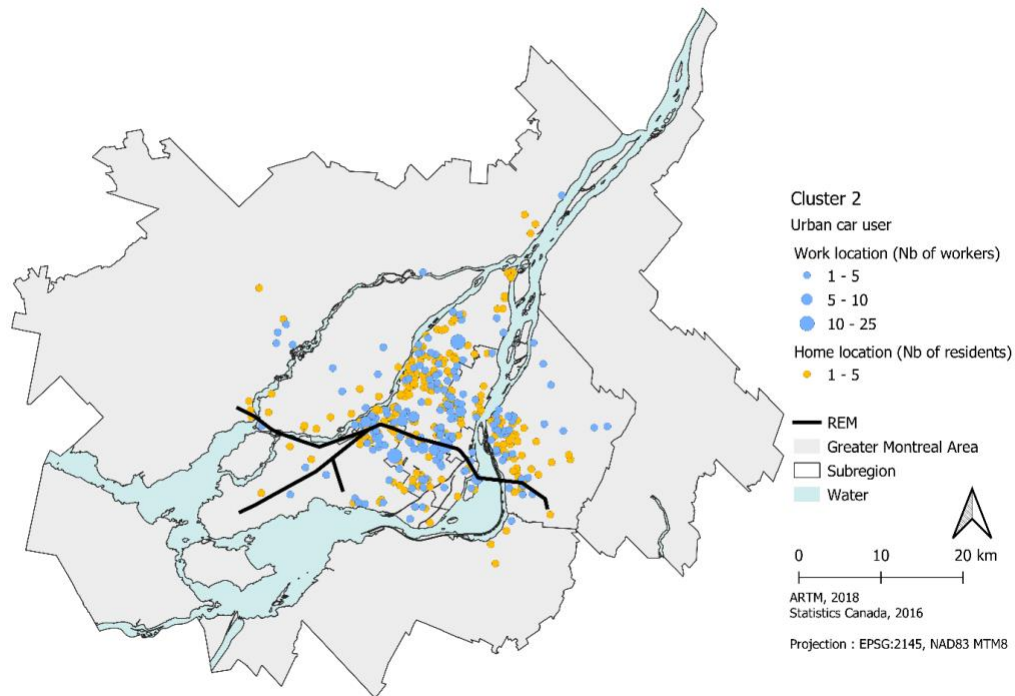 Cluster 2
Urban car user
Work location (Nb of workers)
1 - 5
5 - 10
10 - 25
Home location (Nb of residents)
1 - 5
REM
Greater Montreal Area
Subregion
Water
0 10 20 km
ARTM, 2018
Statistics Canada, 2016
Projection : EPSG:2145, NAD83 MTM8